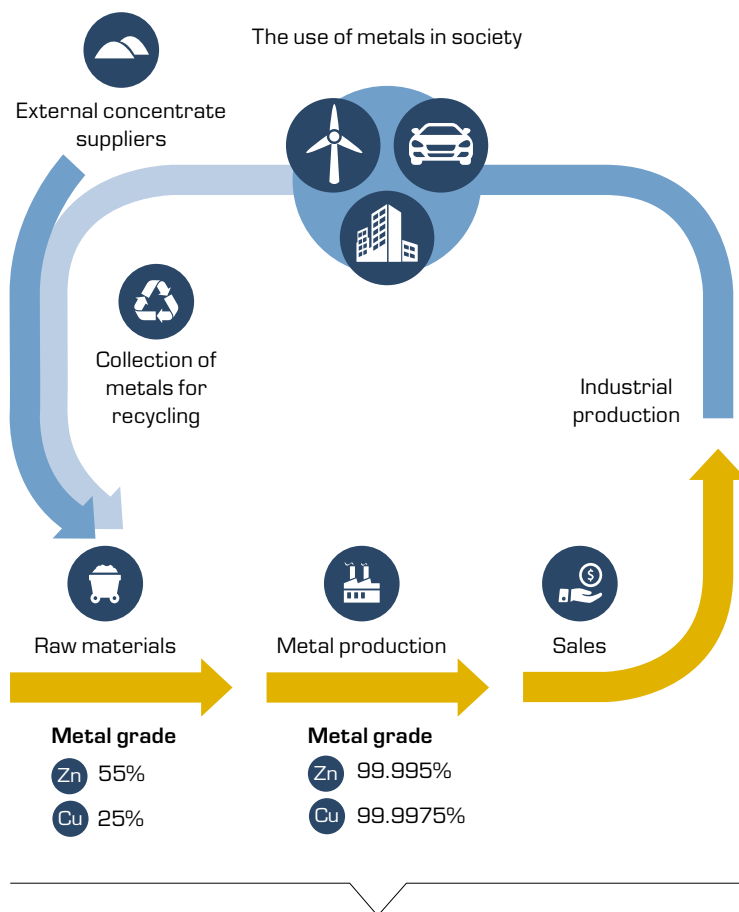 The use of metals in society
External concentrate
suppliers
Collection of
metals for
recycling
Industrial
production
Raw materials
Metal production
Sales
$
Metal grade
Zn 55%
Cu 25%
Metal grade
Zn 99.995%
Cu 99.9975%